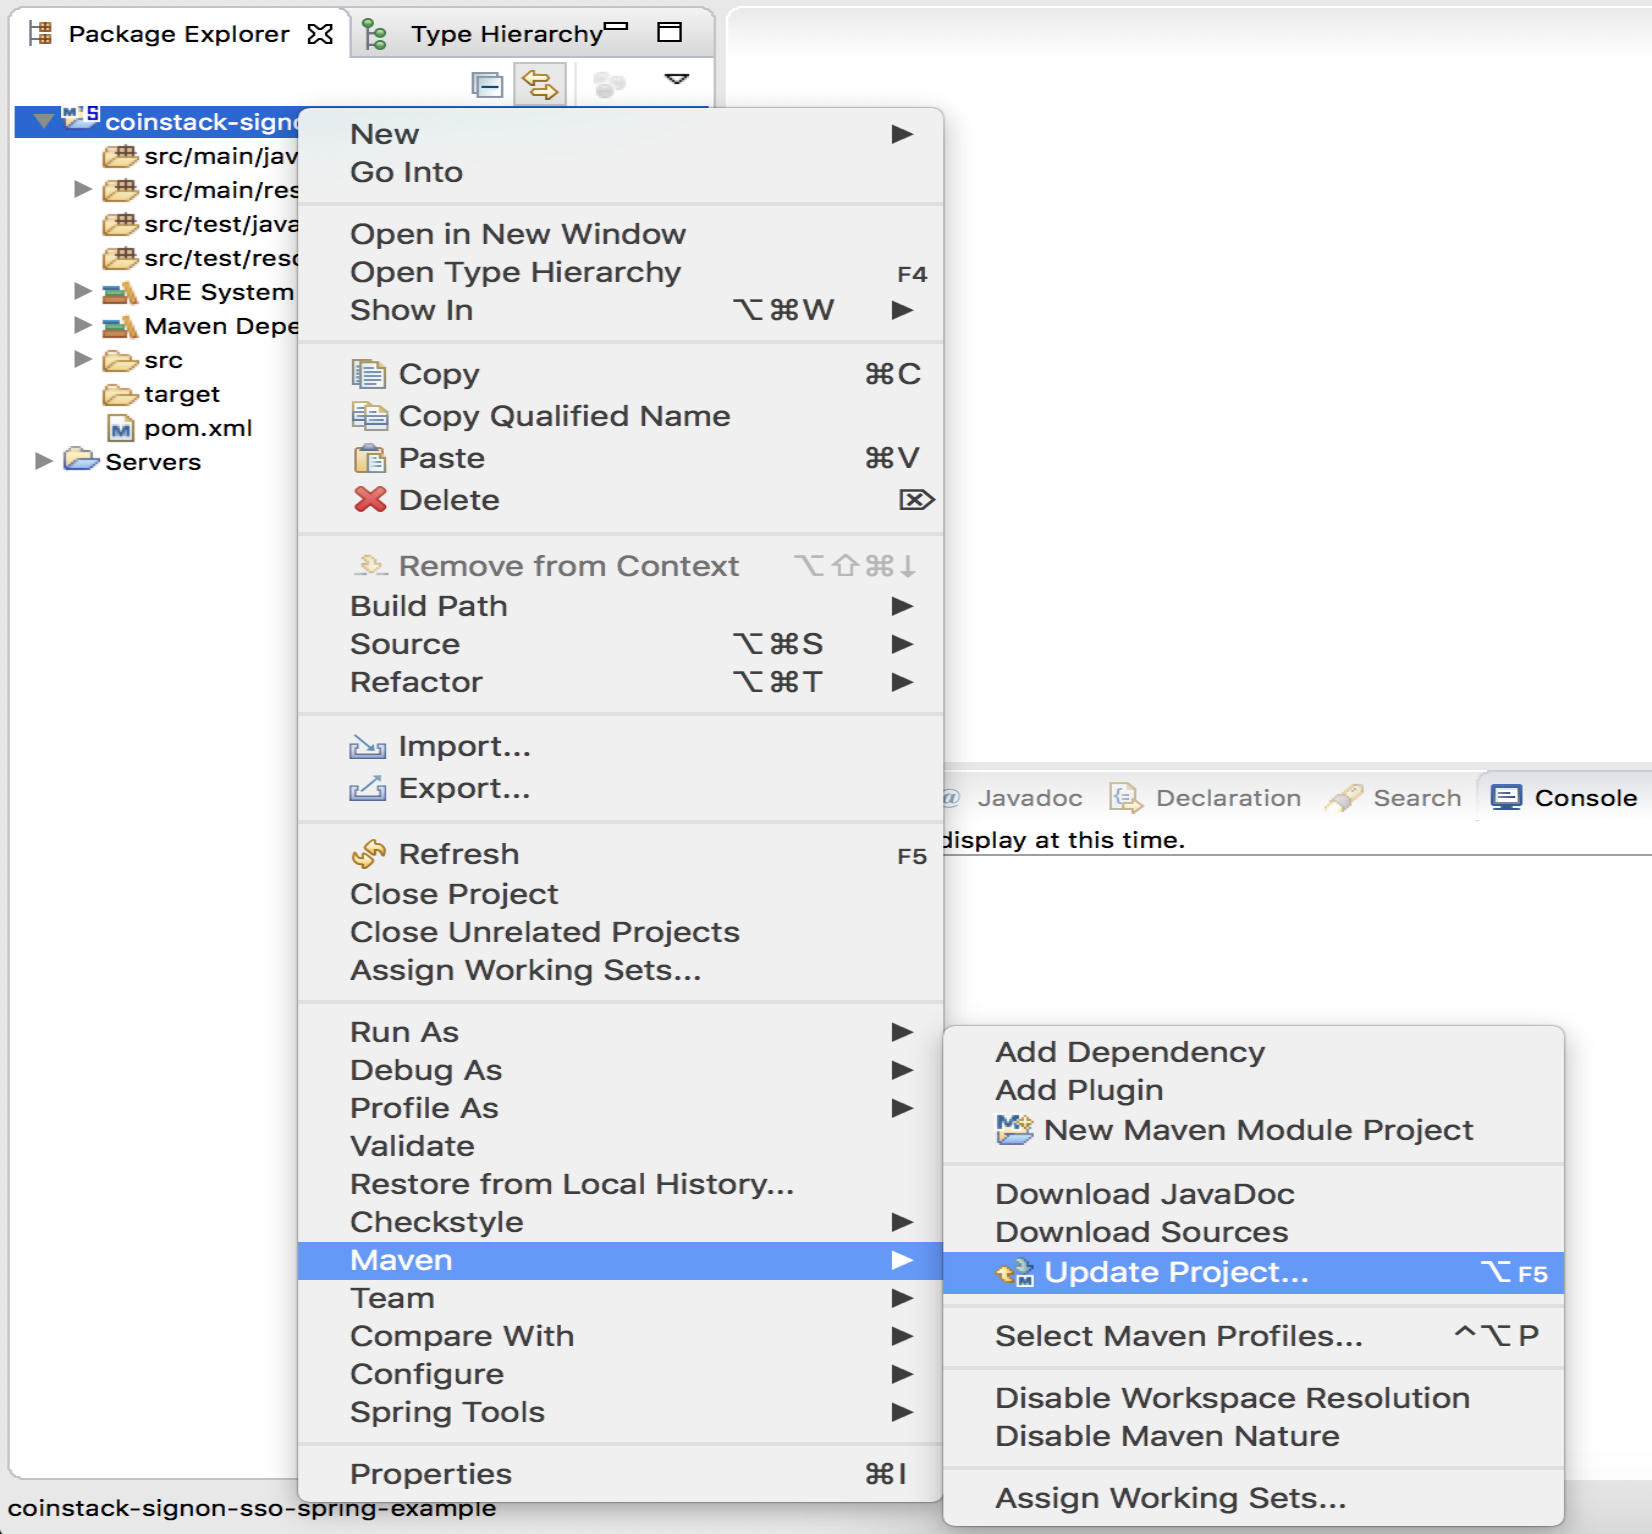 Package Explorer
Type Hierarchy
coinstack-signo
src/main/jav
src/main/res
src/test/java
src/test/reso
JRE System
Maven Depe
src
target
pom.xml
Servers
New
Go Into
Open in New Window
Open Type Hierarchy F4
Show In ⌥⌘W
Copy ⌘C
Copy Qualified Name
Paste ⌘V
Delete ⌦
Remove from Context ⌥⇧⌘↓
Build Path
Source ⌥⌘S
Refactor ⌥⌘T
Import...
Export...
Refresh F5
Close Project
Close Unrelated Projects
Assign Working Sets...
Run As
Debug As
Profile As
Validate
Restore from Local History...
Checkstyle
Maven
Team
Compare With
Configure
Spring Tools
Properties ⌘I
@ Javadoc
Declaration
Search
Console
display at this time.
Add Dependency
Add Plugin
New Maven Module Project
Download JavaDoc
Download Sources
Update Project... ⌥F5
Select Maven Profiles... ^⌥P
Disable Workspace Resolution
Disable Maven Nature
Assign Working Sets...
coinstack-signon-sso-spring-example